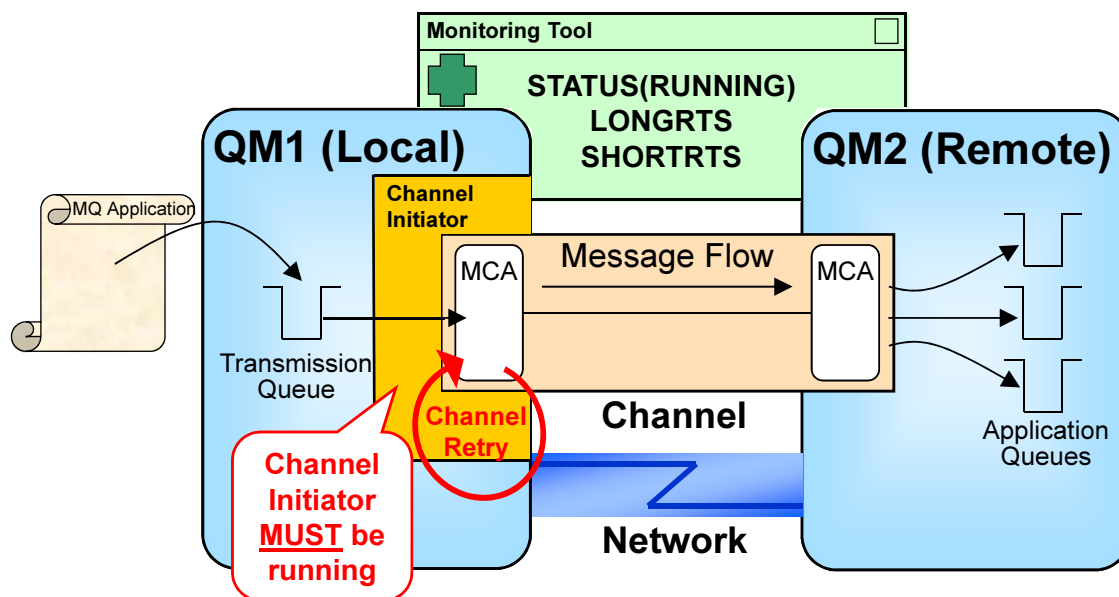 Monitoring Tool
STATUS(RUNNING)
LONGRTS
SHORTRTS
QM1 (Local)
QM2 (Remote)
MQ Application
Channel
Initiator
MCA
Message Flow
MCA
Transmission
Queue
Channel
Retry
Channel
Application
Queues
Channel
Initiator
MUST be
running
Network